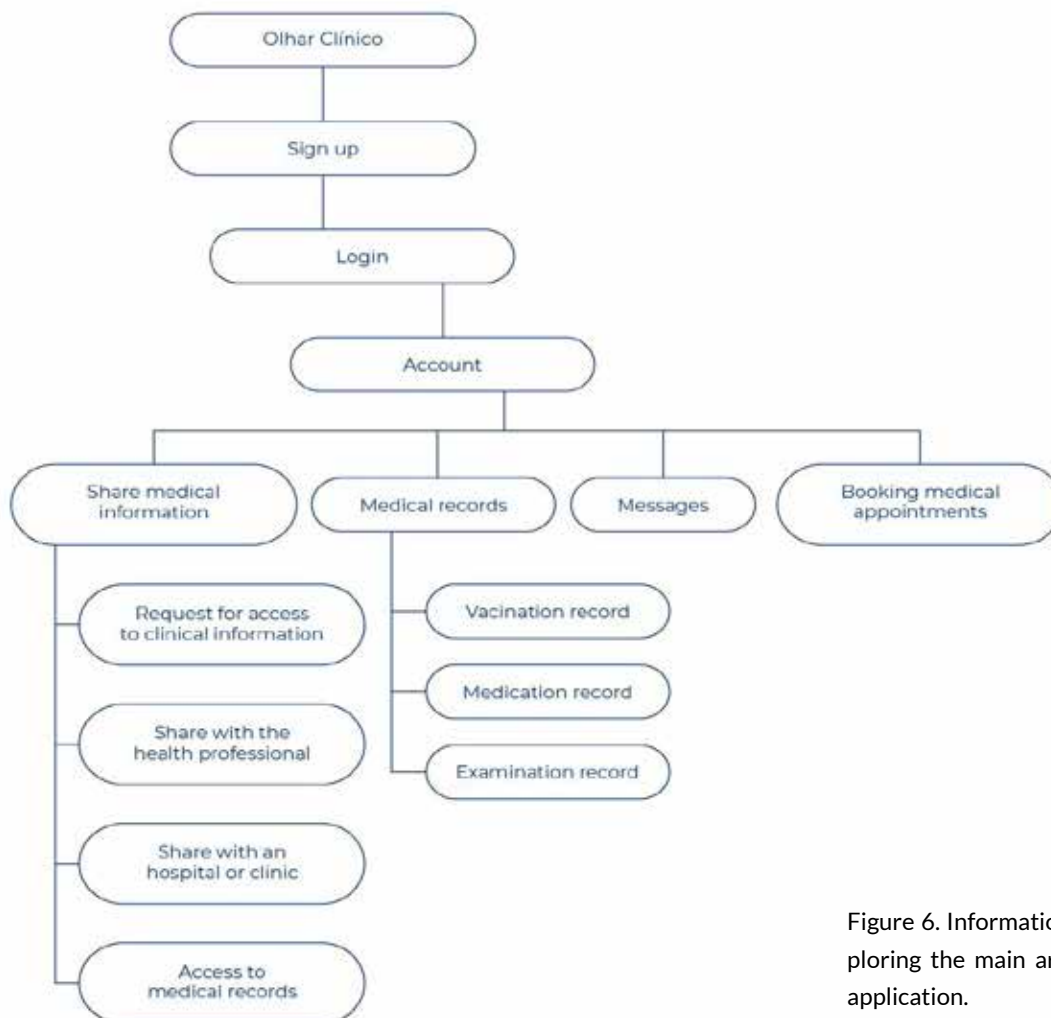 Olhar Clínico
Sign up
Login
Account
Share medical
information
Medical records
Messages
Booking medical
appointments
Request for access
to clinical information
Vacination record
Share with the
health professional
Medication record
Examination record
Share with an
hospital or clinic
Access to
medical records
Figure 6. Informatio
ploring the main ar
application.